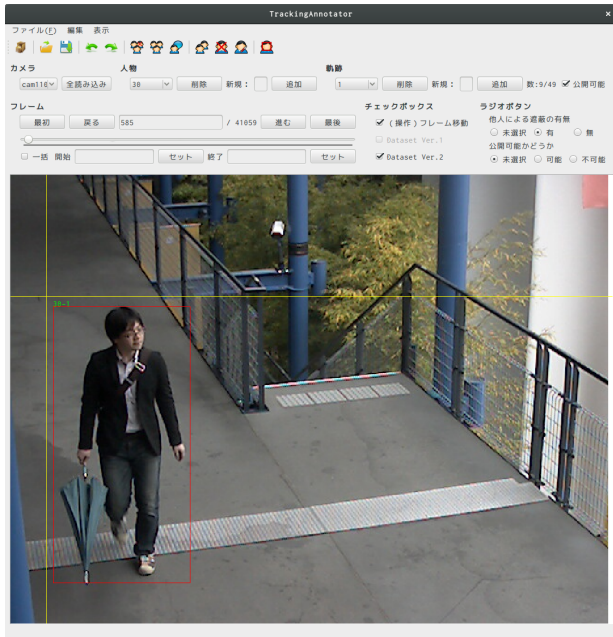 TrackingAnnotator
ファイル(F) 編集 表示
カメラ 人物 軌跡
cam116 全読み込み 30 削除 新規: 追加 1 削除 新規: 追加 数:9/49 公開可能
フレーム チェックボックス ラジオボタン
最初 戻る 585 / 41059 進む 最後 (操作)フレーム移動 他人による遮蔽の有無
未選択 有 無
Dataset Ver.1 公開可能かどうか
一括 開始 セット 終了 セット Dataset Ver.2 未選択 可能 不可能
30-1